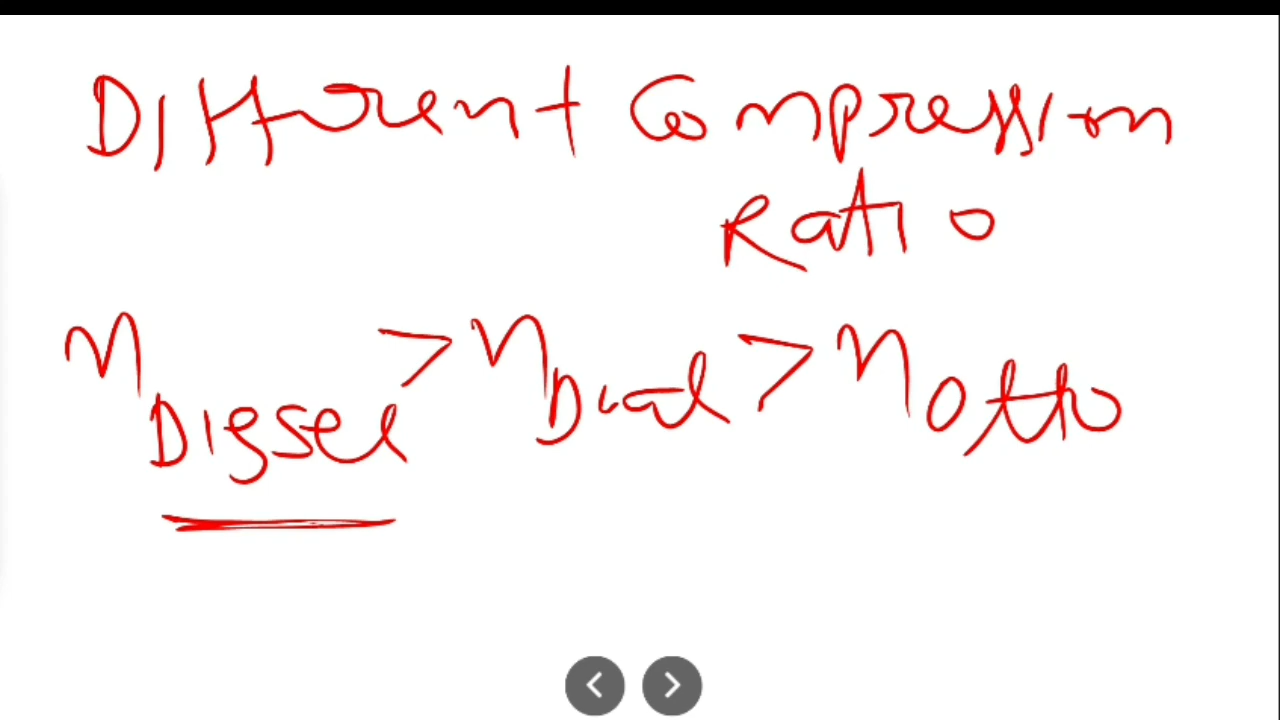 Different Compression
Ratio
η Diesel > η Dual > η Otto